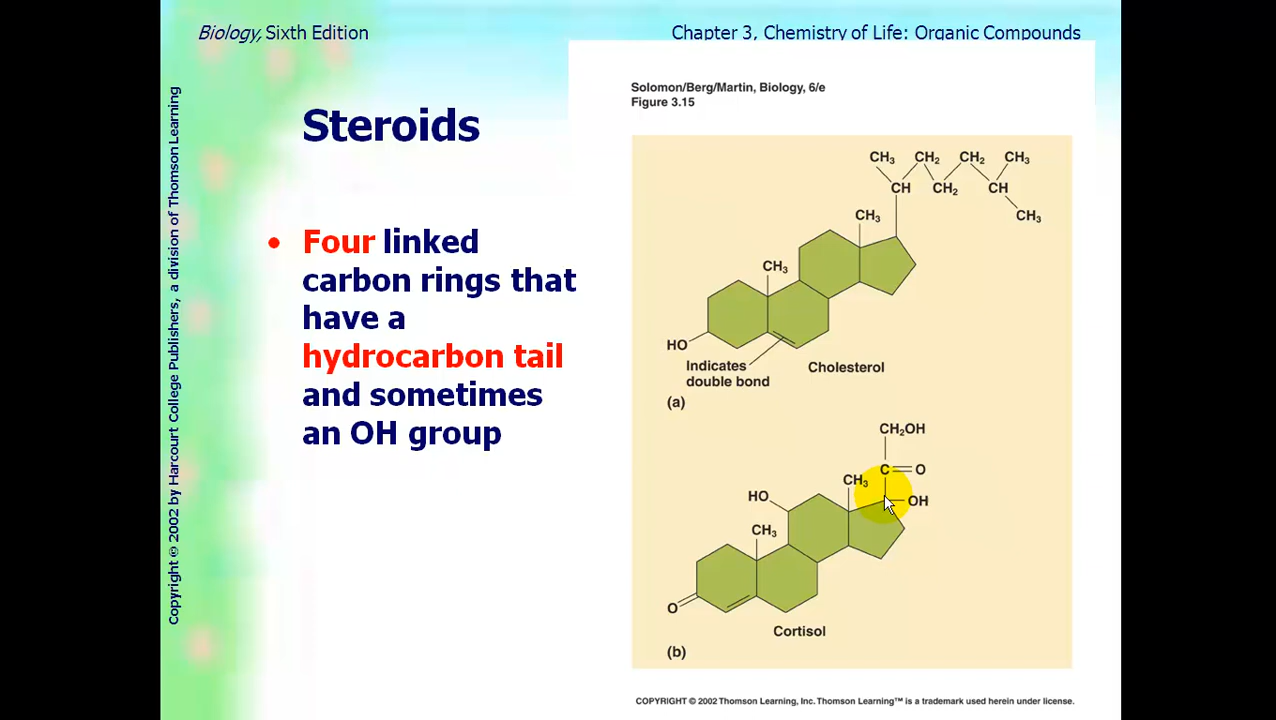 Biology, Sixth Edition
Chapter 3, Chemistry of Life: Organic Compounds
Copyright © 2002 by Harcourt College Publishers, a division of Thomson Learning
Steroids
• Four linked
carbon rings that
have a
hydrocarbon tail
and sometimes
an OH group
Solomon/Berg/Martin, Biology, 6/e
Figure 3.15
CH₃ CH₂ CH₂ CH₃
CH CH₂ CH
CH₃ CH₃
CH₃
HO
Indicates
double bond
Cholesterol
(a)
CH₂OH
C O
CH₃
HO OH
CH₃
O
Cortisol
(b)
COPYRIGHT © 2002 Thomson Learning, Inc. Thomson Learning™ is a trademark used herein under license.